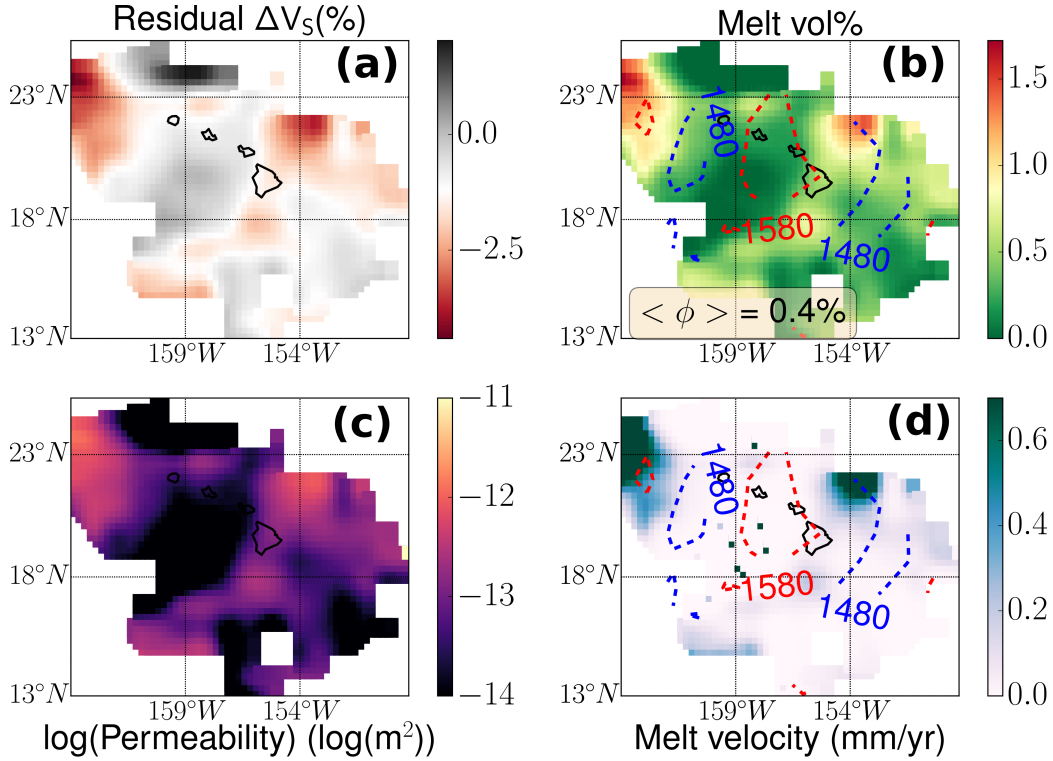 Residual ΔV_S(%)
(a)
23°N
18°N
13°N
159°W
154°W
0.0
−2.5
Melt vol%
(b)
1480
1580
1480
< ϕ > = 0.4%
23°N
18°N
13°N
159°W
154°W
1.5
1.0
0.5
0.0
(c)
23°N
18°N
13°N
159°W
154°W
−11
−12
−13
−14
log(Permeability) (log(m²))
(d)
1480
1580
1480
23°N
18°N
13°N
159°W
154°W
0.6
0.4
0.2
0.0
Melt velocity (mm/yr)